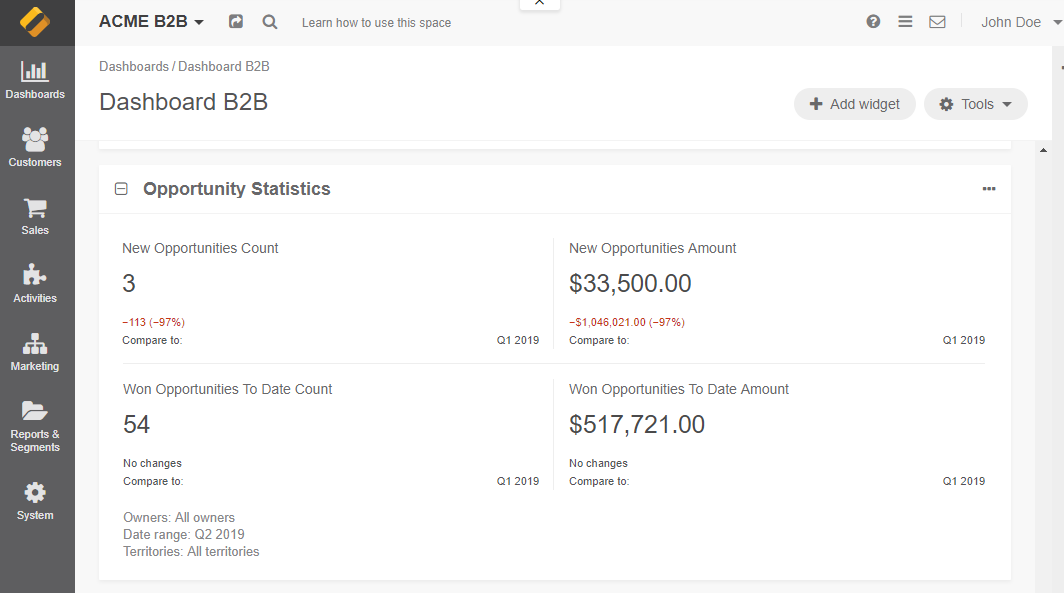 ACME B2B
Learn how to use this space
John Doe
Dashboards
Customers
Sales
Activities
Marketing
Reports &
Segments
System
Dashboards / Dashboard B2B
Dashboard B2B
Add widget
Tools
Opportunity Statistics
New Opportunities Count
3
−113 (−97%)
Compare to: Q1 2019
New Opportunities Amount
$33,500.00
−$1,046,021.00 (−97%)
Compare to: Q1 2019
Won Opportunities To Date Count
54
No changes
Compare to: Q1 2019
Won Opportunities To Date Amount
$517,721.00
No changes
Compare to: Q1 2019
Owners: All owners
Date range: Q2 2019
Territories: All territories